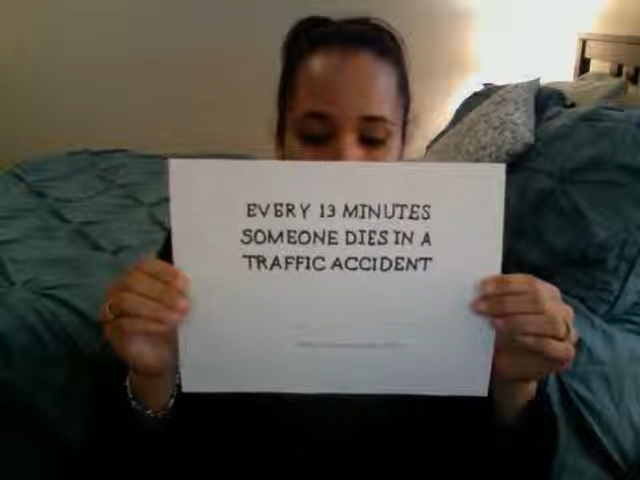 EVERY 13 MINUTES
SOMEONE DIES IN A
TRAFFIC ACCIDENT